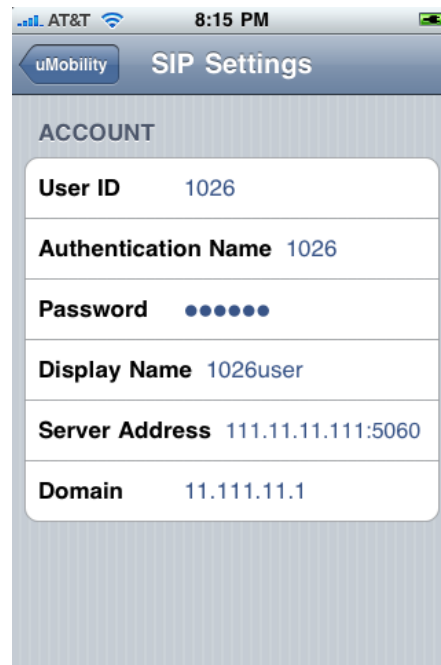 AT&T 8:15 PM
uMobility SIP Settings
ACCOUNT
User ID 1026
Authentication Name 1026
Password ●●●●●●
Display Name 1026user
Server Address 111.11.11.111:5060
Domain 11.111.11.1